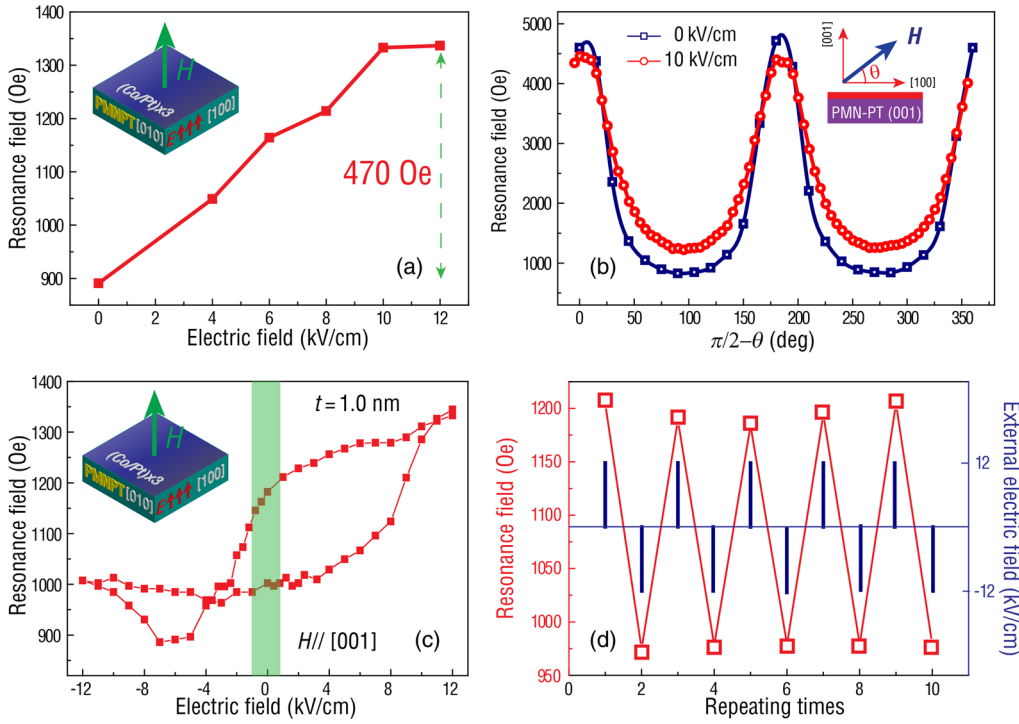 1400
1300
1200
1100
1000
900
Resonance field (Oe)
H
(Co/Pt)x3
PMNPT[010]
E
[100]
470 Oe
(a)
0
2
4
6
8
10
12
Electric field (kV/cm)
5000
4000
3000
2000
1000
Resonance field (Oe)
0 kV/cm
10 kV/cm
[001]
H
θ
[100]
PMN-PT (001)
(b)
0
50
100
150
200
250
300
350
π/2–θ (deg)
1400
1300
1200
1100
1000
900
Resonance field (Oe)
H
(Co/Pt)x3
PMNPT[010]
E
[100]
t = 1.0 nm
H// [001]
(c)
-12
-8
-4
0
4
8
12
Electric field (kV/cm)
1200
1150
1090
1050
1000
950
Resonance field (Oe)
12
-12
External electric
field (kV/cm)
(d)
0
2
4
6
8
10
Repeating times